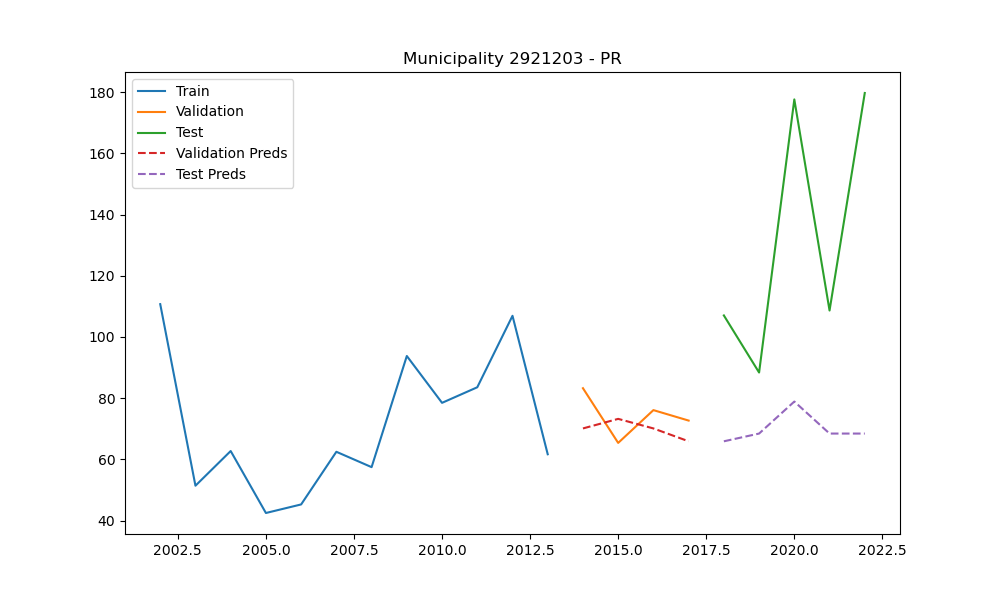 Municipality 2921203 - PR
Train
Validation
Test
Validation Preds
Test Preds
180
160
140
120
100
80
60
40
2002.5 2005.0 2007.5 2010.0 2012.5 2015.0 2017.5 2020.0 2022.5